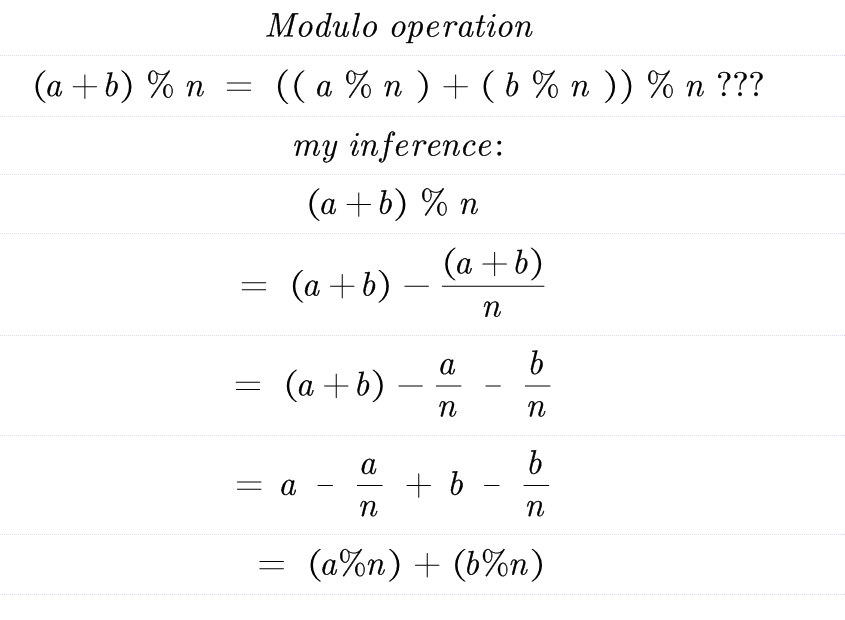 Modulo operation
(a + b) % n = (( a % n ) + ( b % n )) % n ???
my inference:
(a + b) % n
= (a + b) − \frac{(a + b)}{n}
= (a + b) − \frac{a}{n} − \frac{b}{n}
= a − \frac{a}{n} + b − \frac{b}{n}
= (a%n) + (b%n)